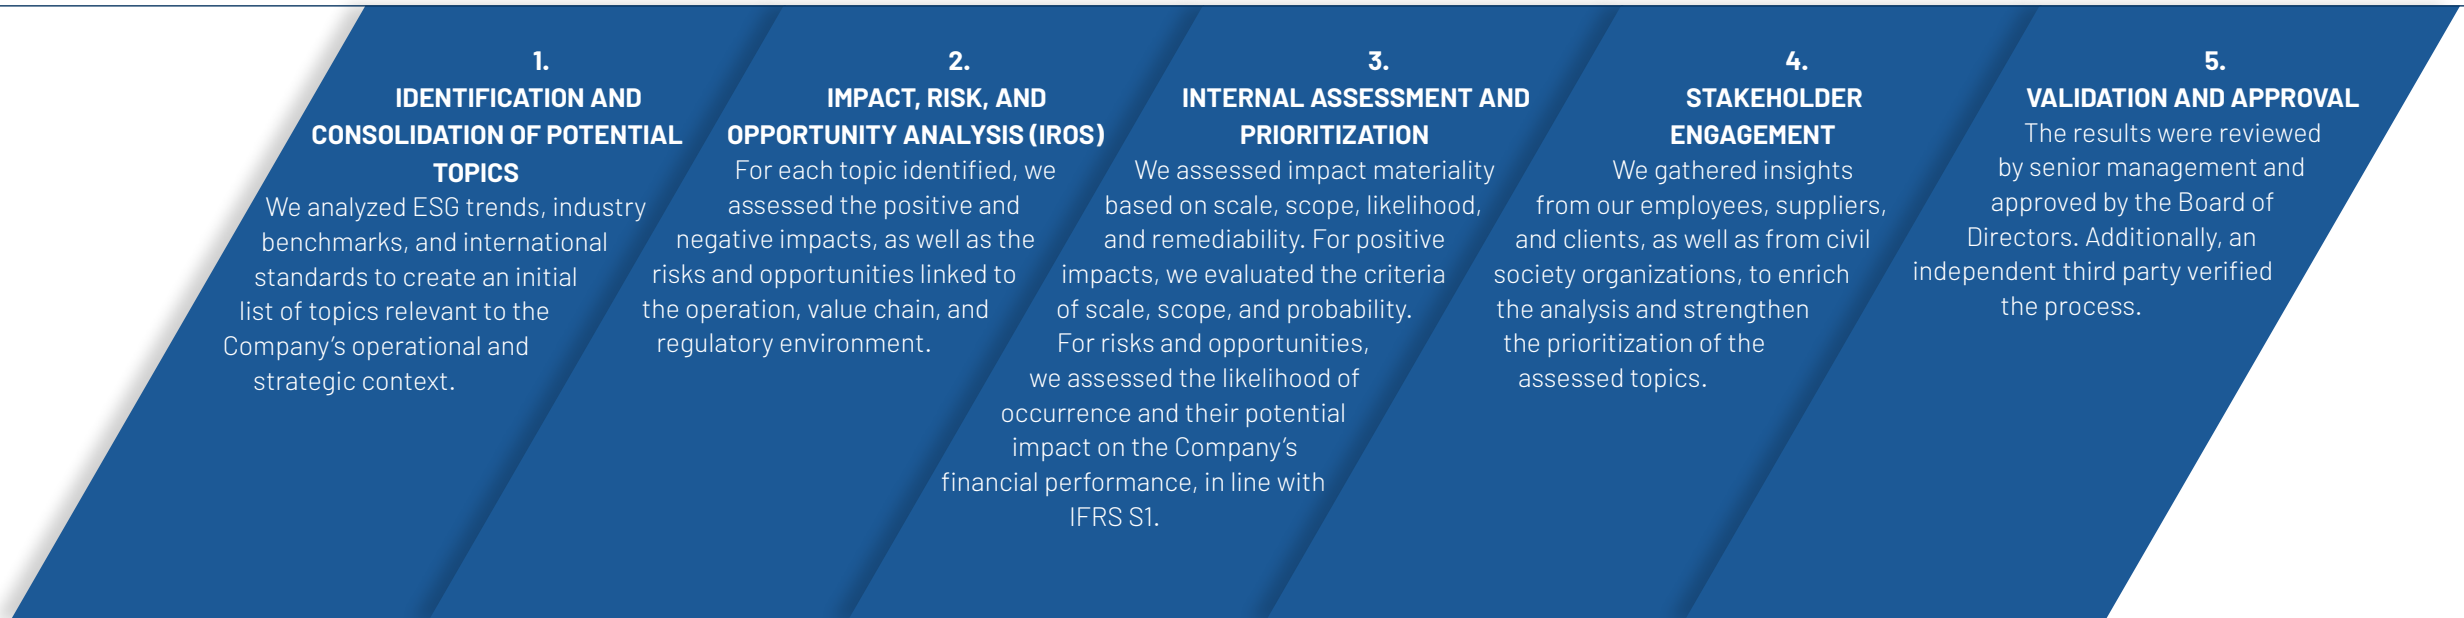 1.
IDENTIFICATION AND
CONSOLIDATION OF POTENTIAL
TOPICS
We analyzed ESG trends, industry
benchmarks, and international
standards to create an initial
list of topics relevant to the
Company’s operational and
strategic context.
2.
IMPACT, RISK, AND
OPPORTUNITY ANALYSIS (IROS)
For each topic identified, we
assessed the positive and
negative impacts, as well as the
risks and opportunities linked to
the operation, value chain, and
regulatory environment.
3.
INTERNAL ASSESSMENT AND
PRIORITIZATION
We assessed impact materiality
based on scale, scope, likelihood,
and remediability. For positive
impacts, we evaluated the criteria
of scale, scope, and probability.
For risks and opportunities,
we assessed the likelihood of
occurrence and their potential
impact on the Company’s
financial performance, in line with
IFRS S1.
4.
STAKEHOLDER
ENGAGEMENT
We gathered insights
from our employees, suppliers,
and clients, as well as from civil
society organizations, to enrich
the analysis and strengthen
the prioritization of the
assessed topics.
5.
VALIDATION AND APPROVAL
The results were reviewed
by senior management and
approved by the Board of
Directors. Additionally, an
independent third party verified
the process.